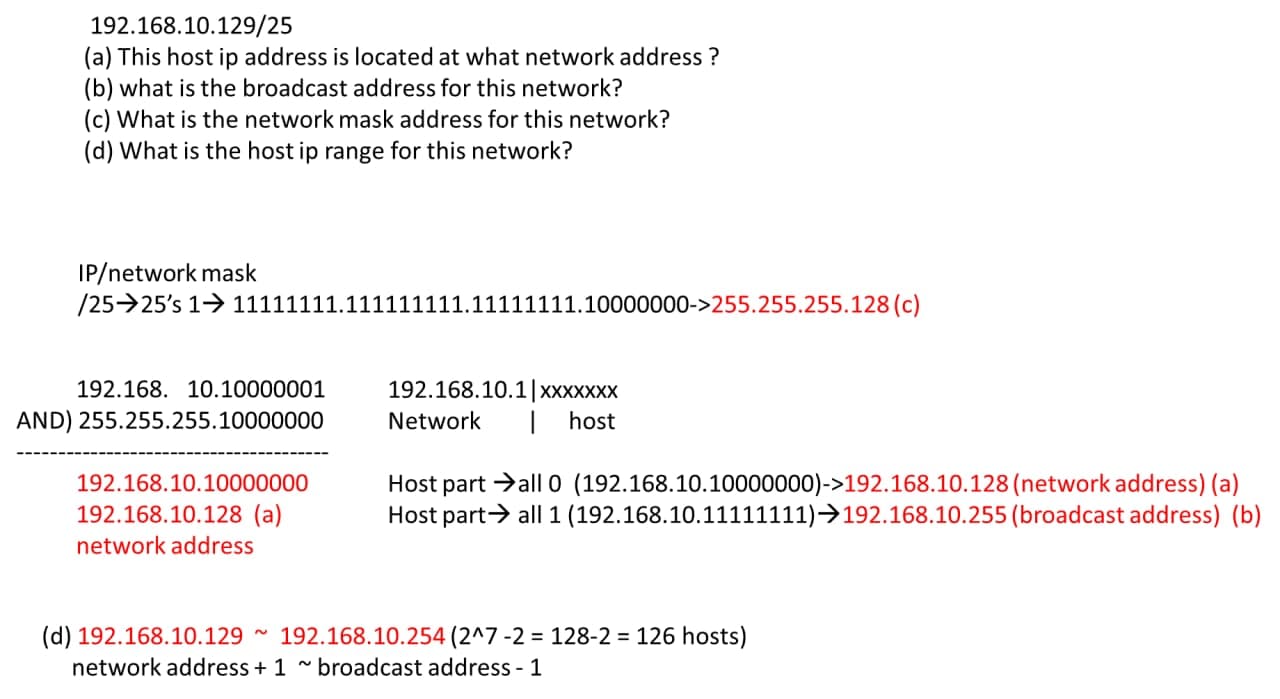 192.168.10.129/25
(a) This host ip address is located at what network address ?
(b) what is the broadcast address for this network?
(c) What is the network mask address for this network?
(d) What is the host ip range for this network?
IP/network mask
/25→25’s 1→ 11111111.111111111.11111111.10000000->255.255.255.128 (c)
192.168. 10.10000001
AND) 255.255.255.10000000
---------------------------------------
192.168.10.10000000
192.168.10.128 (a)
network address
192.168.10.1|xxxxxxx
Network | host
Host part →all 0 (192.168.10.10000000)->192.168.10.128 (network address) (a)
Host part→ all 1 (192.168.10.11111111)→192.168.10.255 (broadcast address) (b)
(d) 192.168.10.129 ~ 192.168.10.254 (2^7 -2 = 128-2 = 126 hosts)
network address + 1 ~ broadcast address - 1